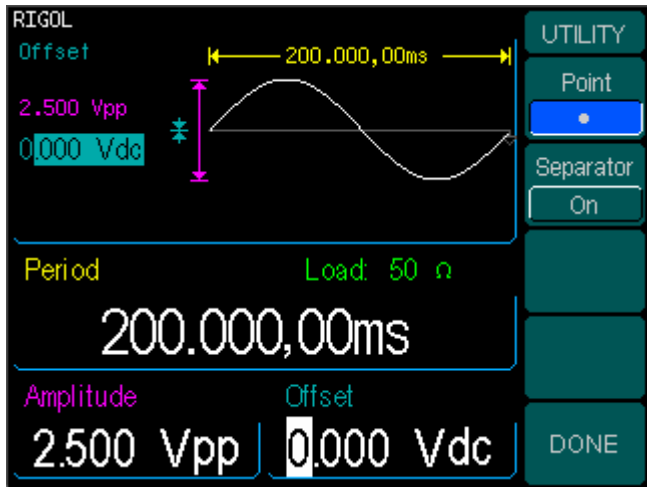 RIGOL
Offset
200.000,00ms
2.500 Vpp
0.000 Vdc
Period
Load: 50 Ω
200.000,00ms
Amplitude
Offset
2.500 Vpp
0.000 Vdc
UTILITY
Point
●
Separator
On
DONE